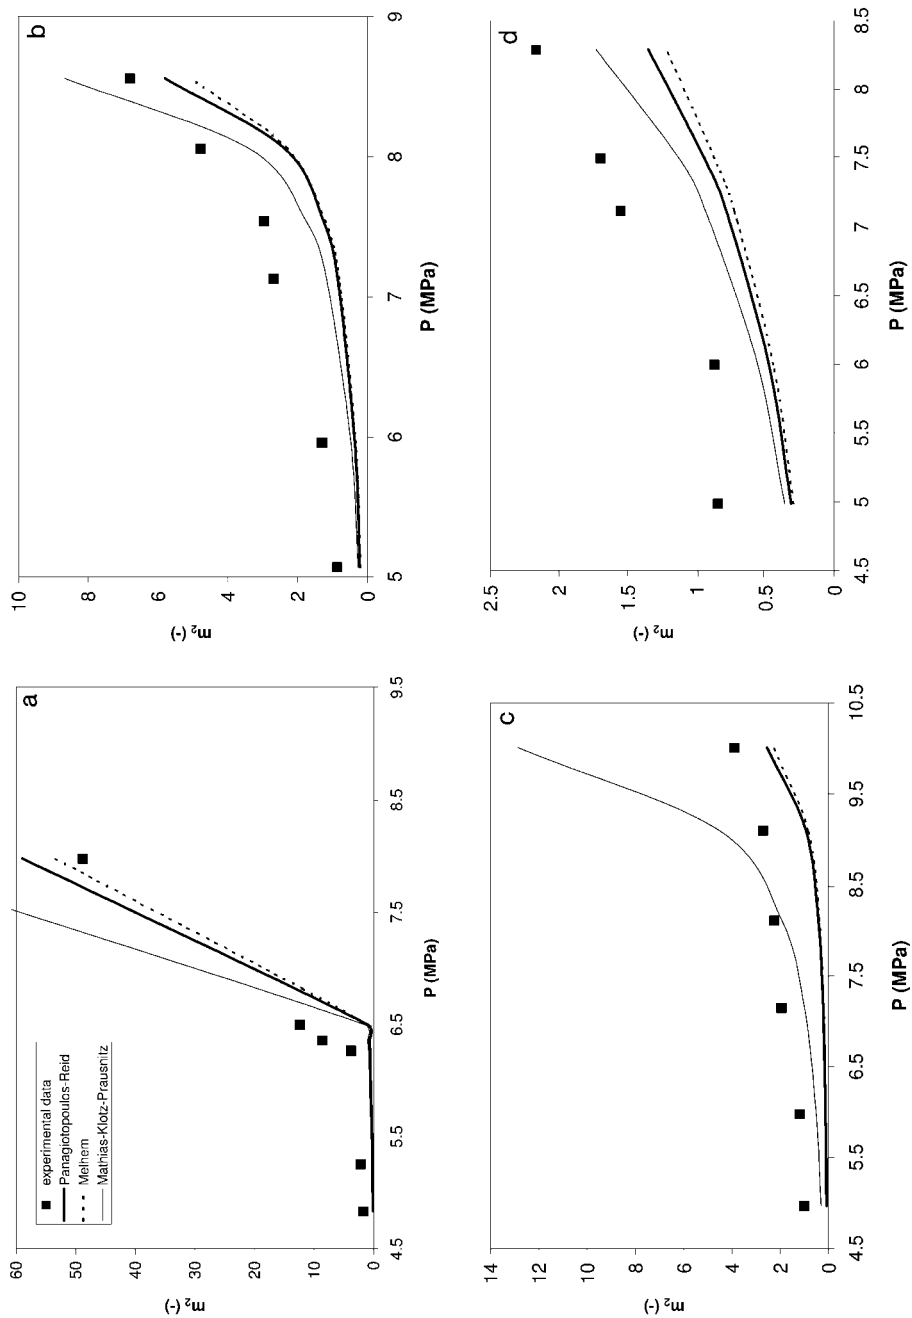 a
experimental data
Panagiotopoulos-Reid
Melhem
Mathias-Klotz-Prausnitz
60
50
40
30
20
10
0
m₂ (-)
4.5 5.5 6.5 7.5 8.5 9.5
P (MPa)
b
10
8
6
4
2
0
m₂ (-)
5 6 7 8 9
P (MPa)
c
14
12
10
8
6
4
2
0
m₂ (-)
4.5 5.5 6.5 7.5 8.5 9.5 10.5
P (MPa)
d
2.5
2
1.5
1
0.5
0
m₂ (-)
4.5 5 5.5 6 6.5 7 7.5 8 8.5
P (MPa)